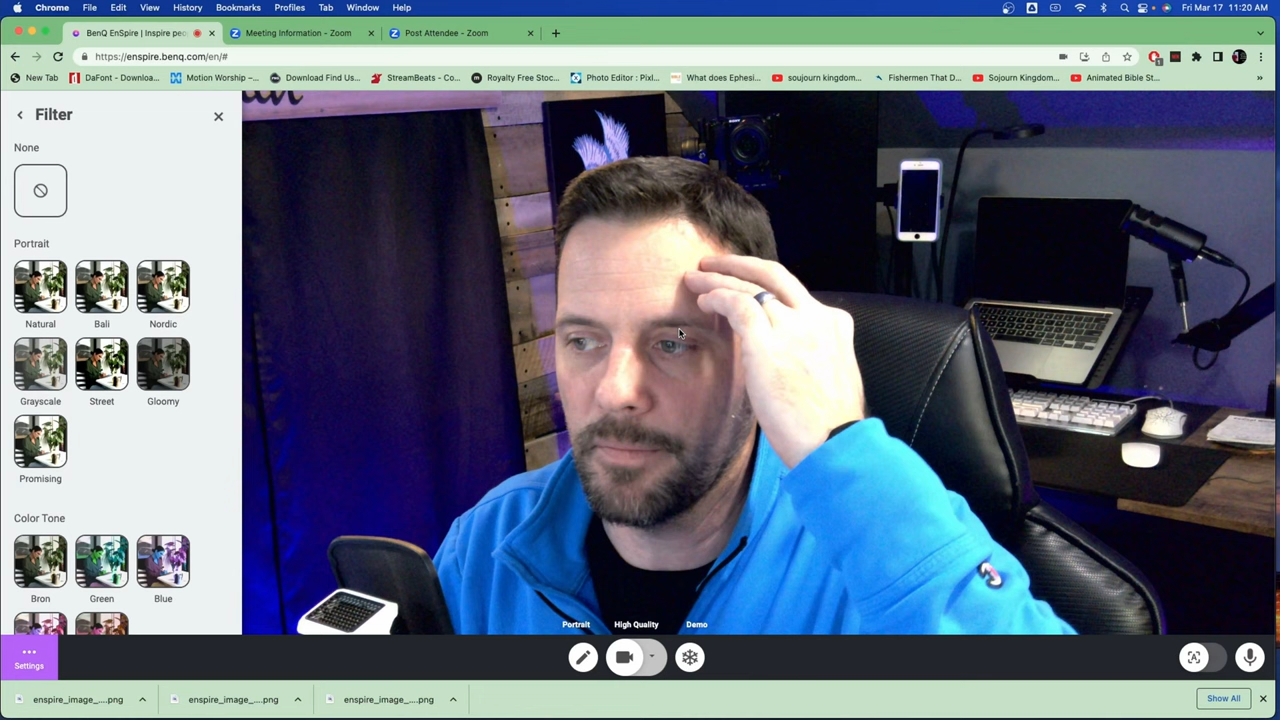 Chrome File Edit View History Bookmarks Profiles Tab Window Help Fri Mar 17 11:20 AM
BenQ EnSpire | Inspire peo Meeting Information - Zoom Post Attendee - Zoom
https://enspire.benq.com/en/#
New Tab DaFont - Downloa... Motion Worship –... Download Find Us... StreamBeats - Co... Royalty Free Stoc... Photo Editor : Pixl... What does Ephesi... soujourn kingdom... Fishermen That D... Sojourn Kingdom... Animated Bible St...
Filter
None
Portrait
Natural Bali Nordic
Grayscale Street Gloomy
Promising
Color Tone
Bron Green Blue
Portrait High Quality Demo
Settings
enspire_image_....png enspire_image_....png enspire_image_....png Show All